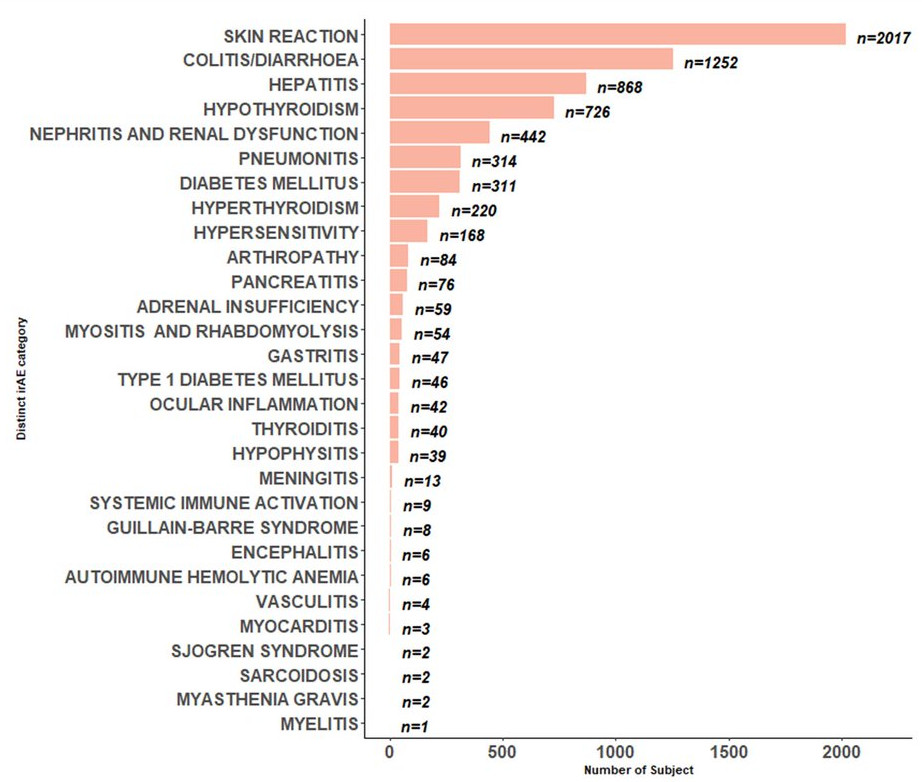 SKIN REACTION n=2017
COLITIS/DIARRHOEA n=1252
HEPATITIS n=868
HYPOTHYROIDISM n=726
NEPHRITIS AND RENAL DYSFUNCTION n=442
PNEUMONITIS n=314
DIABETES MELLITUS n=311
HYPERTHYROIDISM n=220
HYPERSENSITIVITY n=168
ARTHROPATHY n=84
PANCREATITIS n=76
ADRENAL INSUFFICIENCY n=59
MYOSITIS AND RHABDOMYOLYSIS n=54
GASTRITIS n=47
TYPE 1 DIABETES MELLITUS n=46
OCULAR INFLAMMATION n=42
THYROIDITIS n=40
HYPOPHYSITIS n=39
MENINGITIS n=13
SYSTEMIC IMMUNE ACTIVATION n=9
GUILLAIN-BARRE SYNDROME n=8
ENCEPHALITIS n=6
AUTOIMMUNE HEMOLYTIC ANEMIA n=6
VASCULITIS n=4
MYOCARDITIS n=3
SJOGREN SYNDROME n=2
SARCOIDOSIS n=2
MYASTHENIA GRAVIS n=2
MYELITIS n=1
Distinct irAE category
0 500 1000 1500 2000
Number of Subject